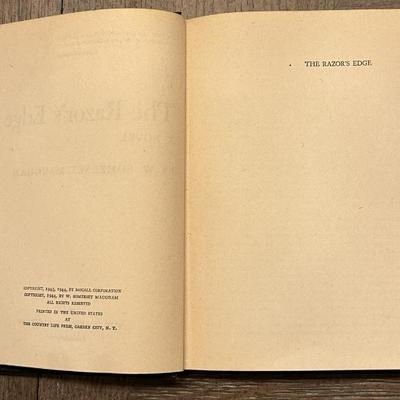 COPYRIGHT, 1943, 1944, BY MCCALL CORPORATION
COPYRIGHT, 1944, BY W. SOMERSET MAUGHAM
ALL RIGHTS RESERVED
PRINTED IN THE UNITED STATES
AT
THE COUNTRY LIFE PRESS, GARDEN CITY, N. Y.
THE RAZOR'S EDGE